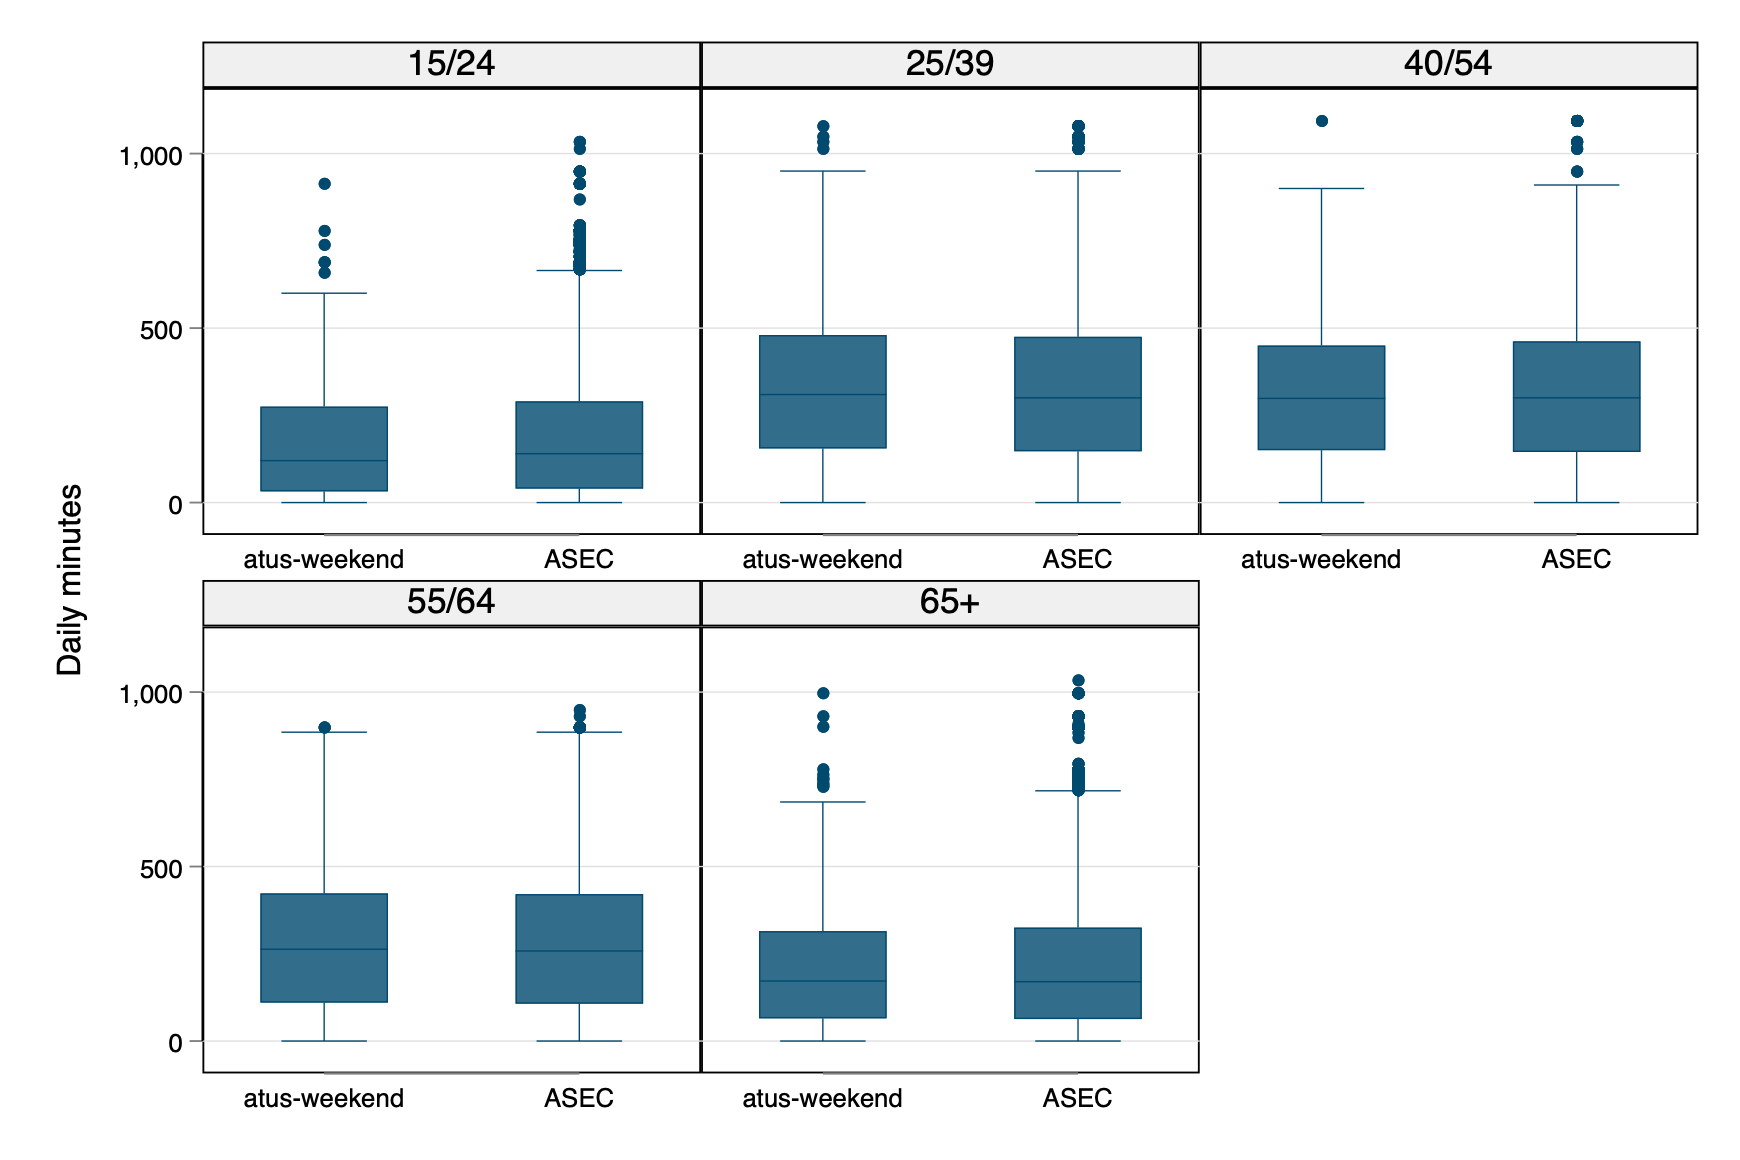 15/24 25/39 40/54
1,000
500
0
atus-weekend ASEC atus-weekend ASEC atus-weekend ASEC
Daily minutes
55/64 65+
1,000
500
0
atus-weekend ASEC atus-weekend ASEC